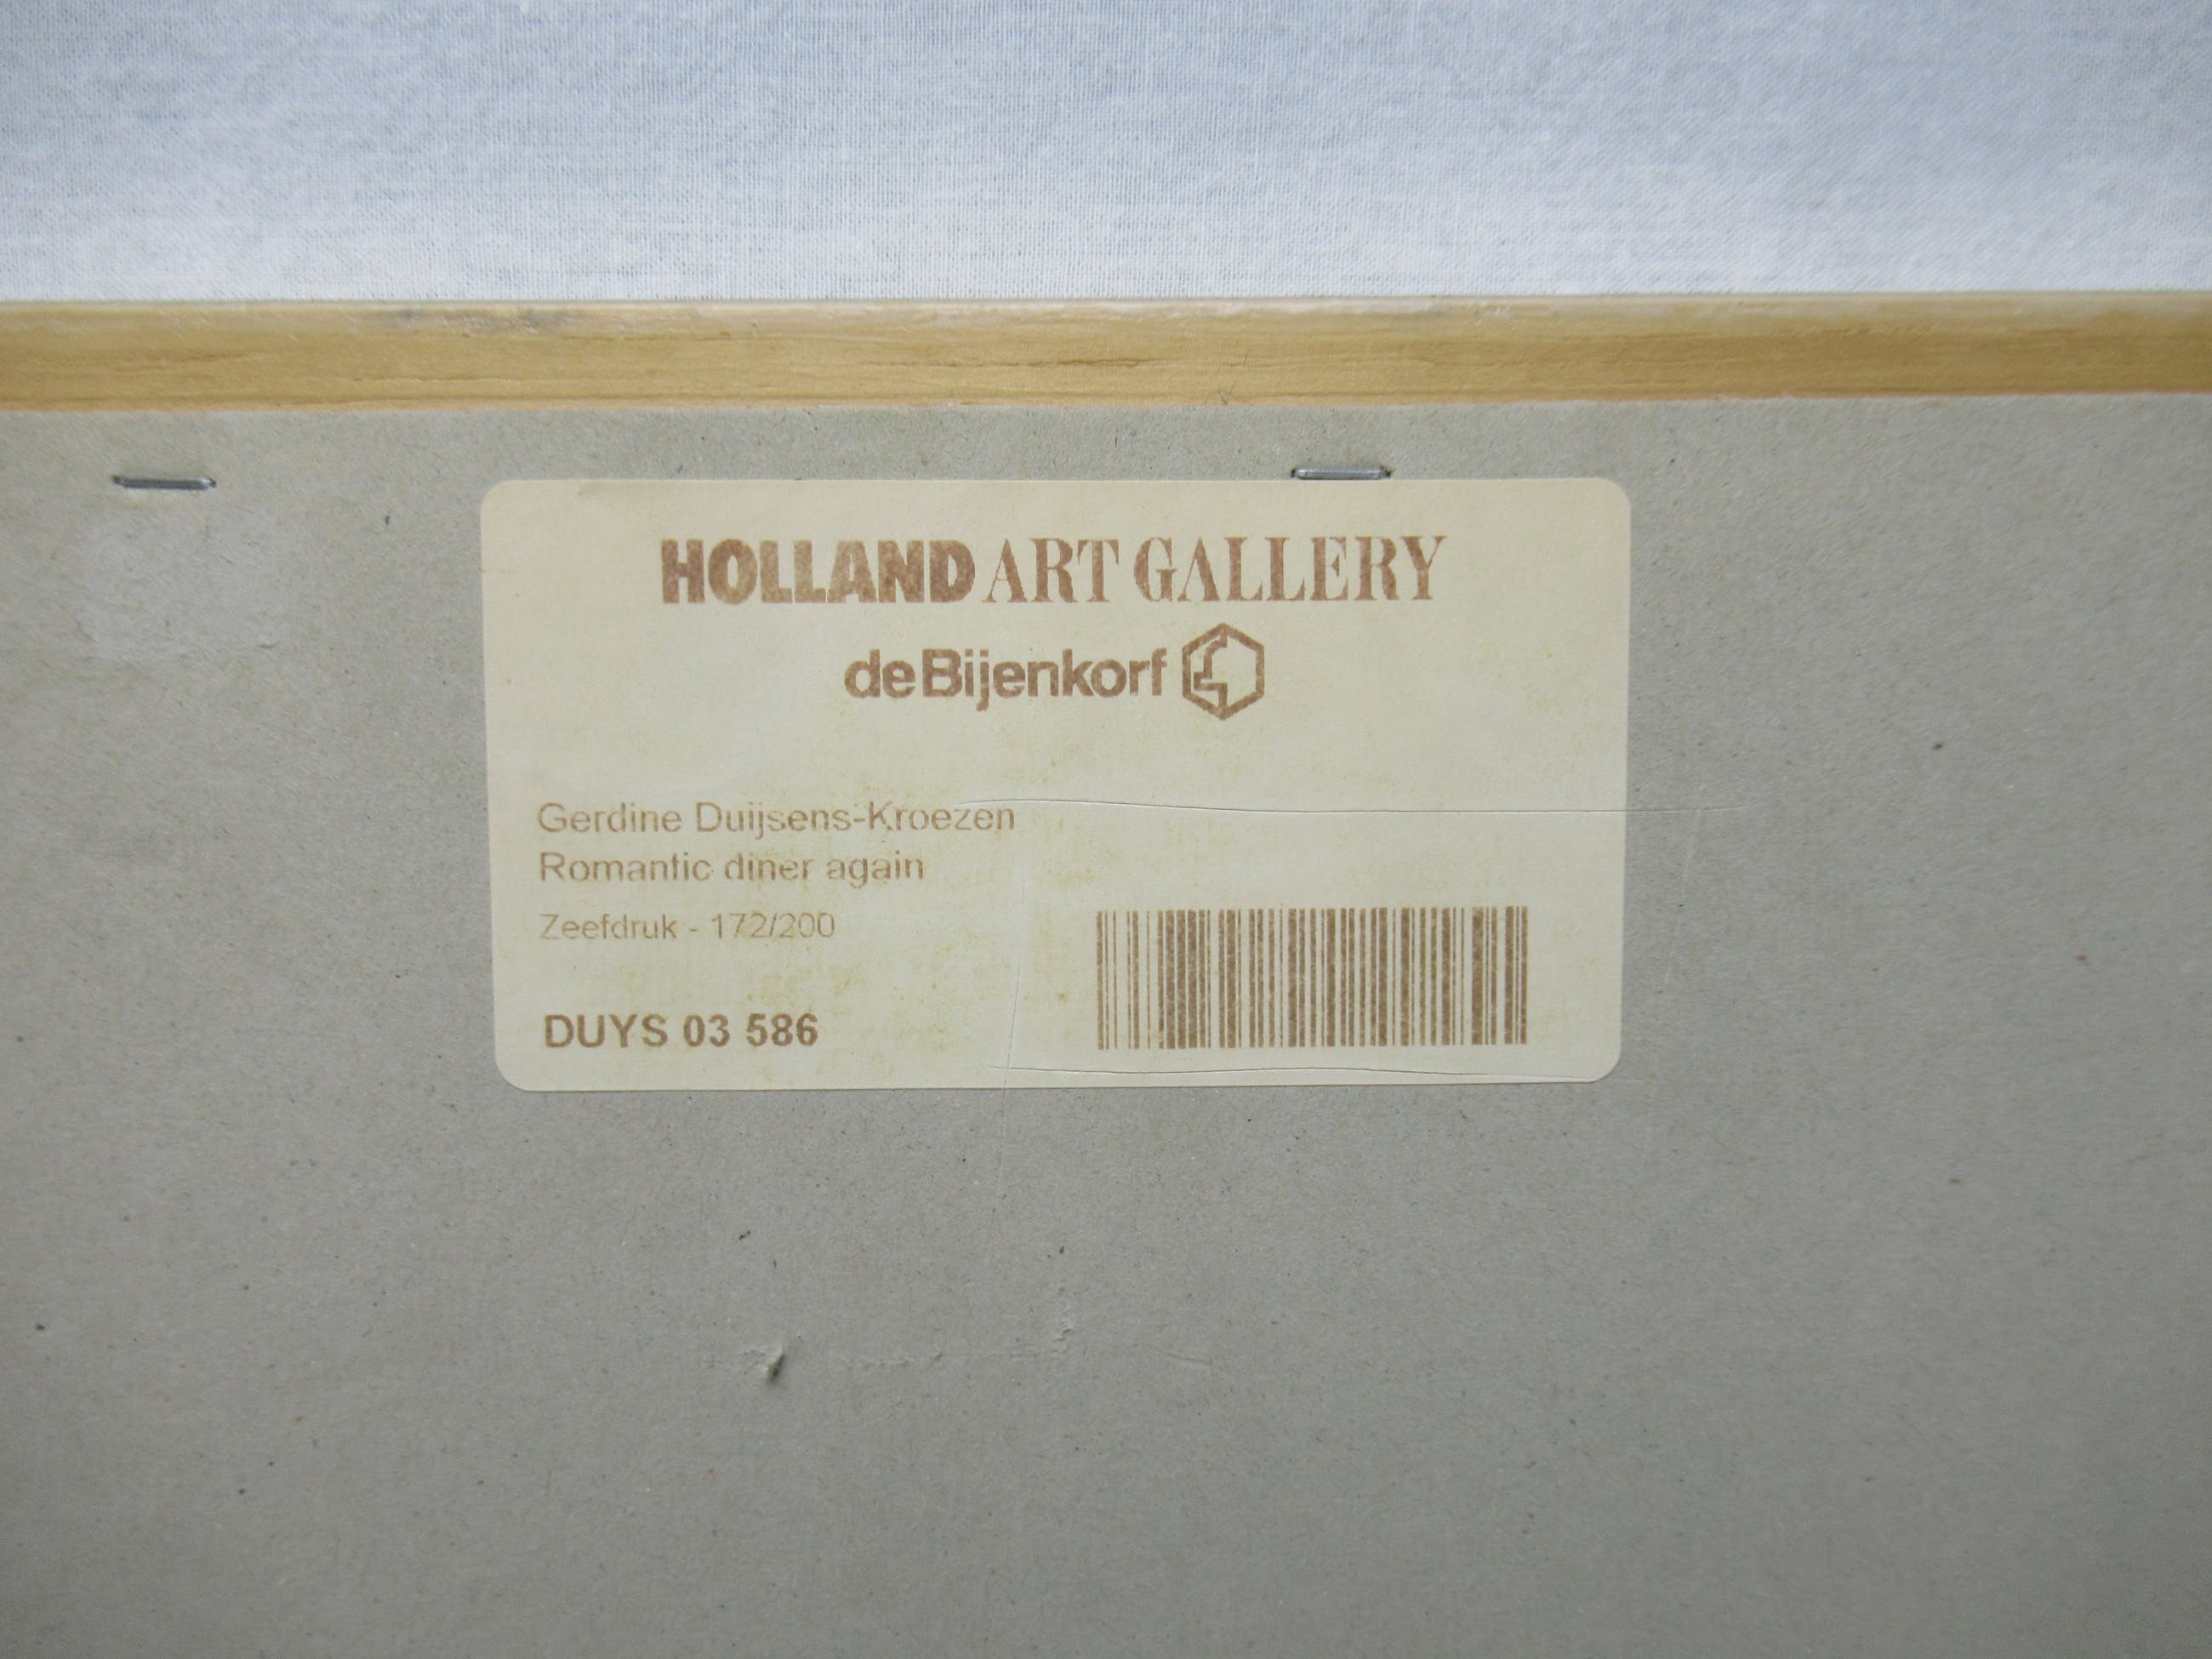 HOLLAND ART GALLERY
de Bijenkorf
Gerdine Duijsens-Kroezen
Romantic diner again
Zeefdruk - 172/200
DUYS 03 586